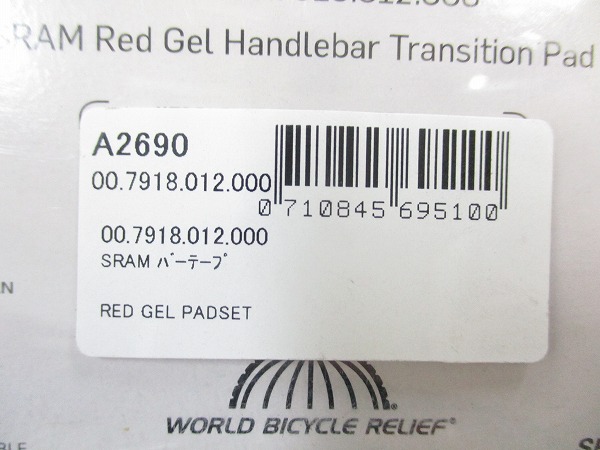 SRAM Red Gel Handlebar Transition Pad
A2690
00.7918.012.000
0 710845 695100
00.7918.012.000
SRAM ﾊﾞｰﾃｰﾌﾟ
RED GEL PADSET
WORLD BICYCLE RELIEF®